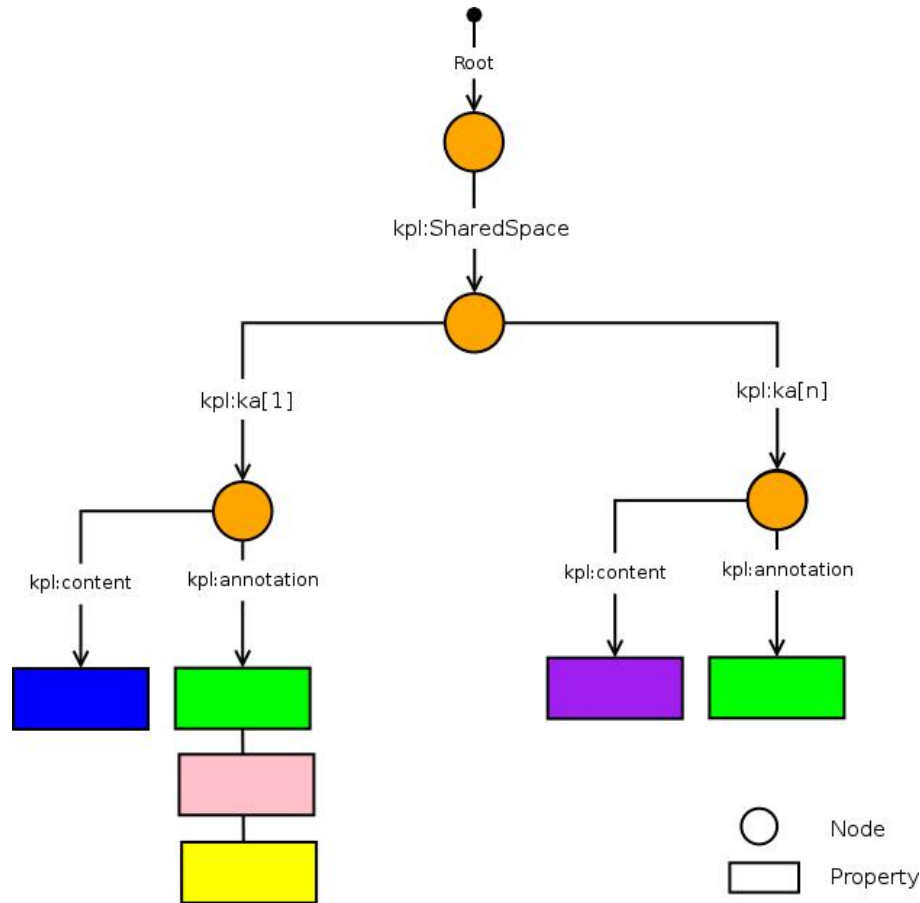 Root
kpl:SharedSpace
kpl:ka[1]
kpl:ka[n]
kpl:content
kpl:annotation
kpl:content
kpl:annotation
Node
Property